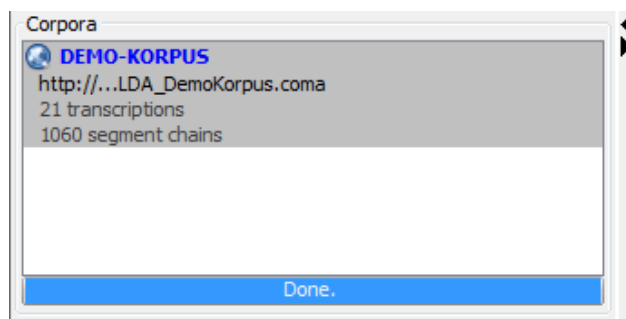 Corpora
DEMO-KORPUS
http://...LDA_DemoKorpus.coma
21 transcriptions
1060 segment chains
Done.